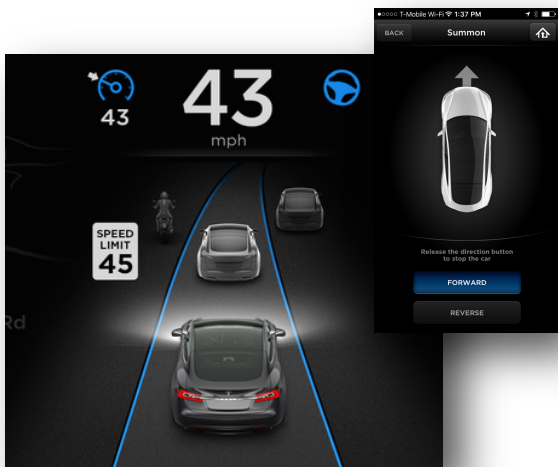 T-Mobile Wi-Fi 1:37 PM
BACK
Summon
43
43
mph
SPEED
LIMIT
45
Rd
Release the direction button
to stop the car
FORWARD
REVERSE